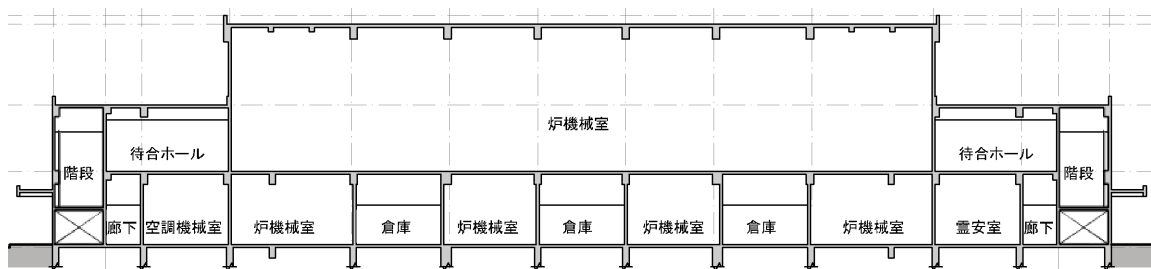 炉機械室
待合ホール
待合ホール
階段
階段
廊下
空調機械室
炉機械室
倉庫
炉機械室
倉庫
炉機械室
倉庫
炉機械室
霊安室
廊下